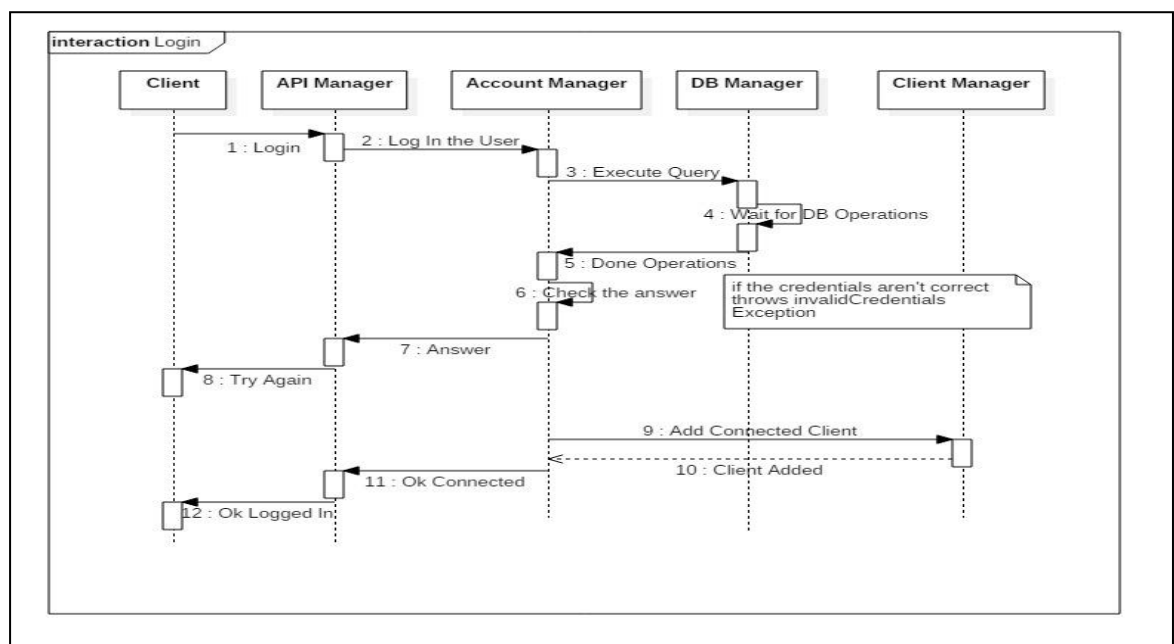 interaction Login
Client
API Manager
Account Manager
DB Manager
Client Manager
1 : Login
2 : Log In the User
3 : Execute Query
4 : Wait for DB Operations
5 : Done Operations
6 : Check the answer
if the credentials aren't correct
throws invalidCredentials
Exception
7 : Answer
8 : Try Again
9 : Add Connected Client
10 : Client Added
11 : Ok Connected
12 : Ok Logged In